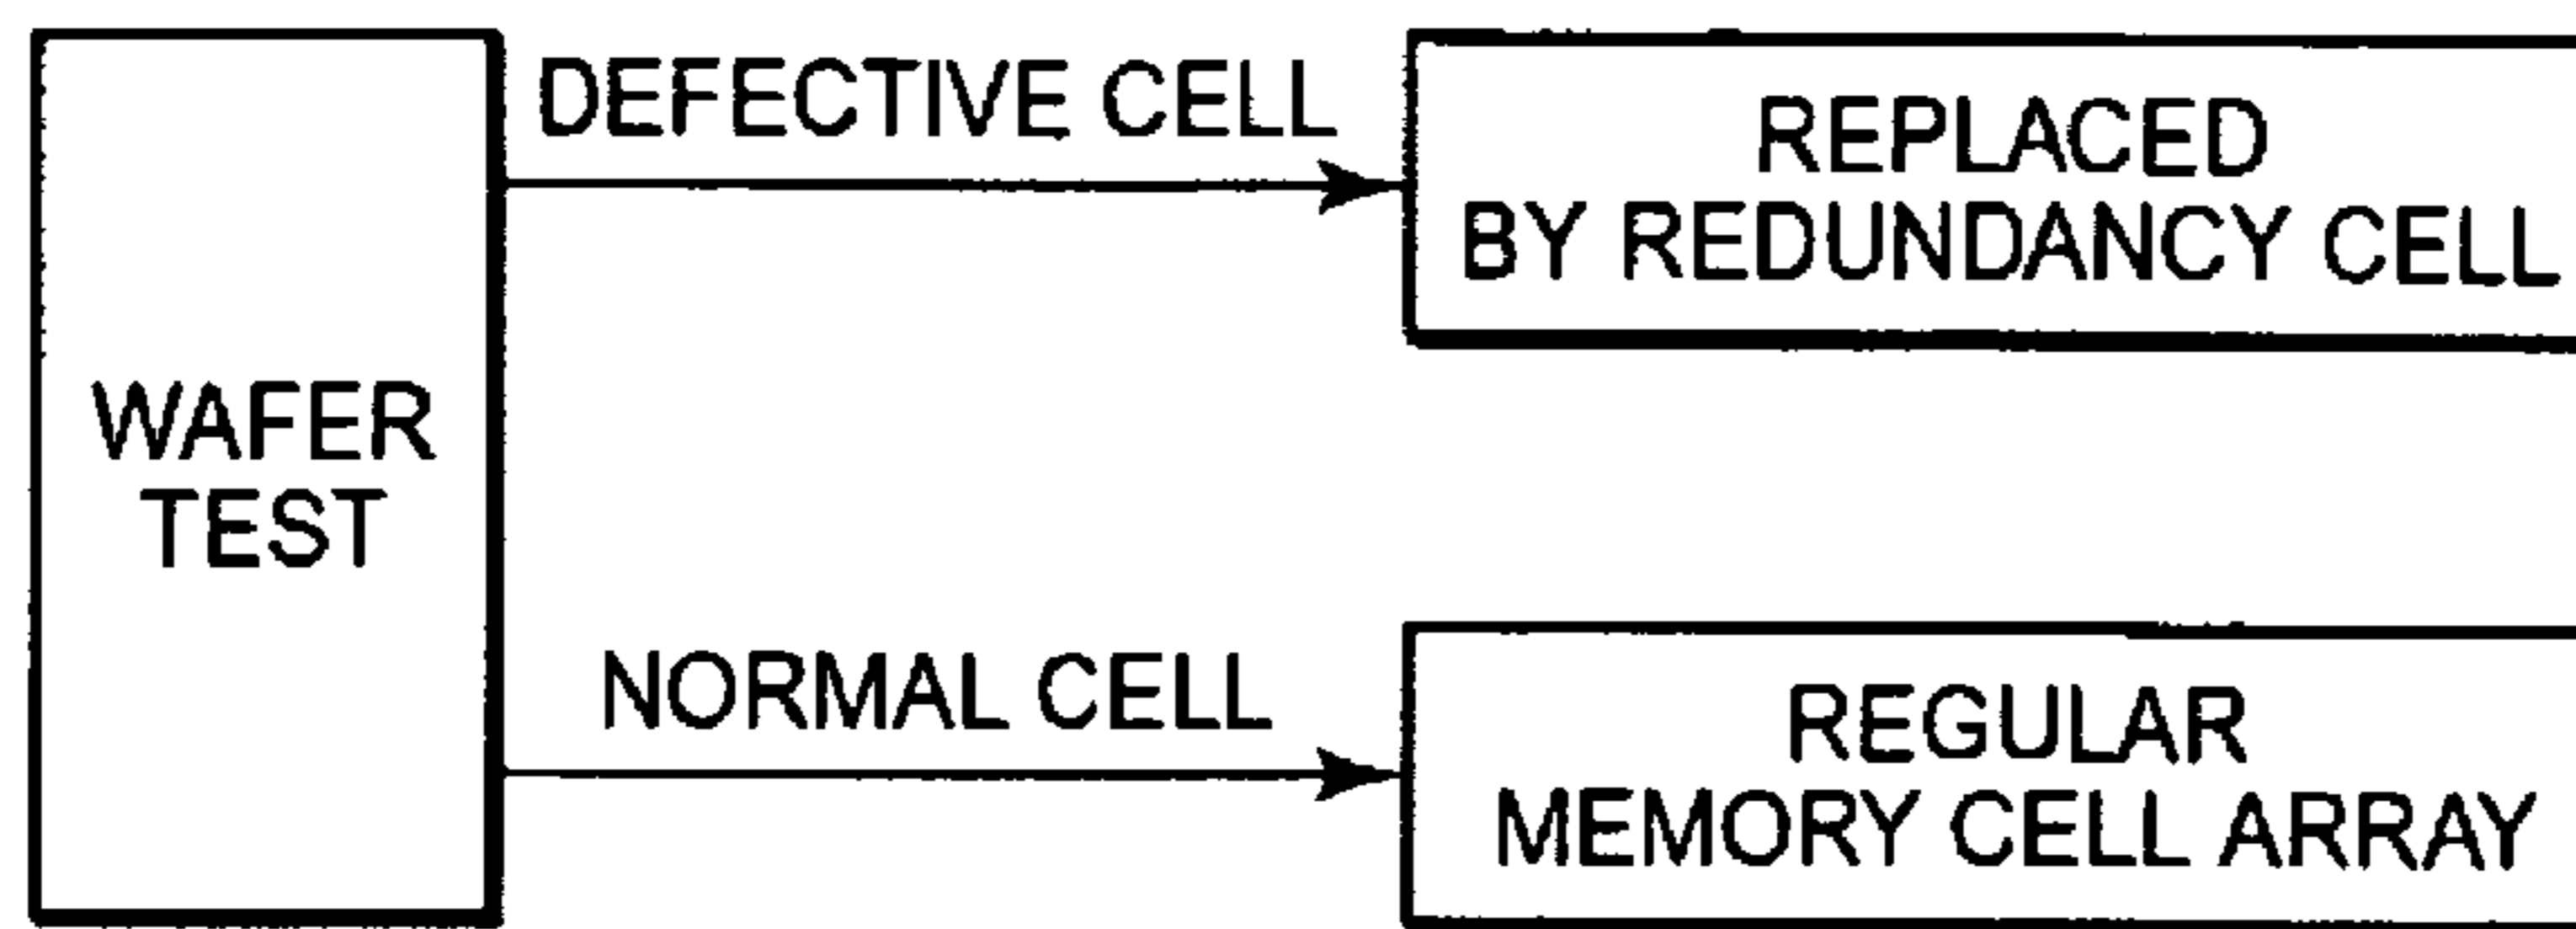 DEFECTIVE CELL
REPLACED
BY REDUNDANCY CELL
WAFER
TEST
NORMAL CELL
REGULAR
MEMORY CELL ARRAY